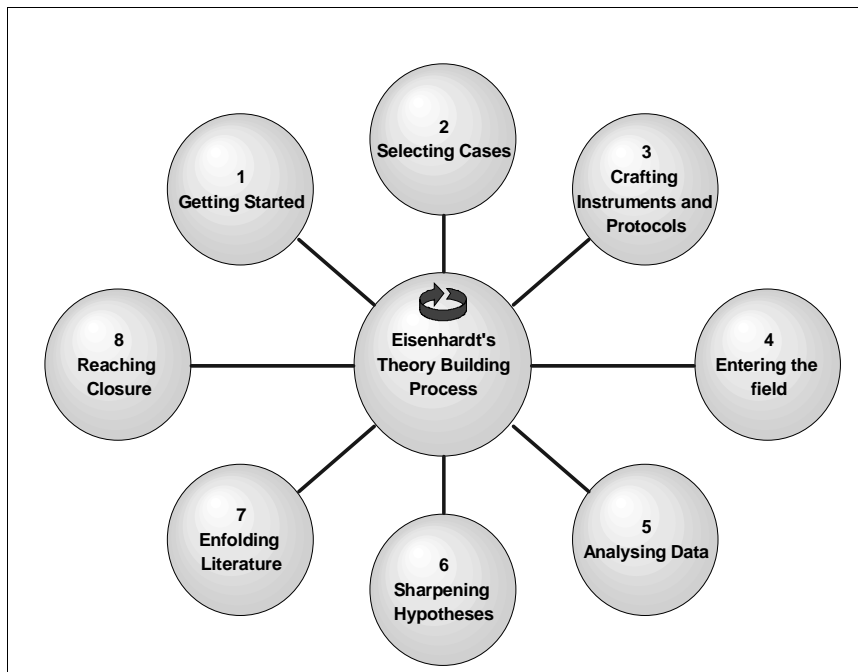 1
Getting Started
2
Selecting Cases
3
Crafting
Instruments and
Protocols
4
Entering the
field
5
Analysing Data
6
Sharpening
Hypotheses
7
Enfolding
Literature
8
Reaching
Closure
Eisenhardt's
Theory Building
Process